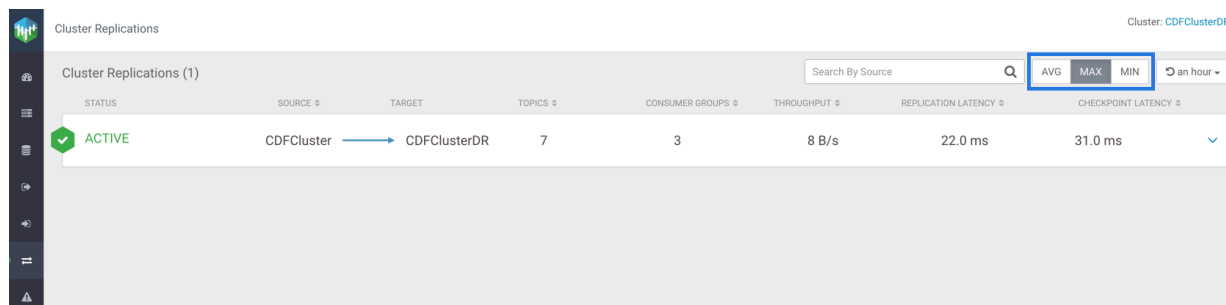 Cluster Replications
Cluster: CDFClusterDR
Cluster Replications (1)
Search By Source
AVG MAX MIN
an hour
STATUS SOURCE TARGET TOPICS CONSUMER GROUPS THROUGHPUT REPLICATION LATENCY CHECKPOINT LATENCY
ACTIVE CDFCluster CDFClusterDR 7 3 8 B/s 22.0 ms 31.0 ms